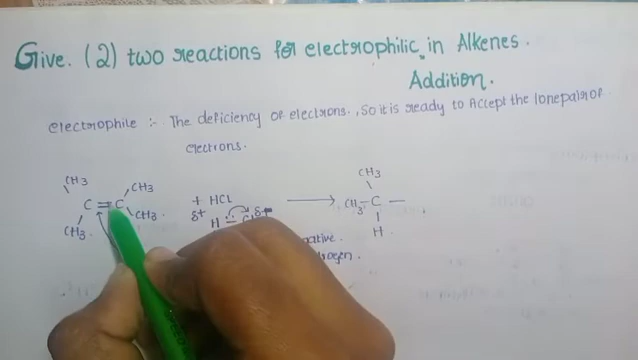 Give. (2) two reactions for electrophilic in Alkenes.
Addition.
electrophile :- The deficiency of electrons., So it is ready to Accept the lonepair of
electrons.
CH3 CH3 CH3
C = C + HCL → CH3-C-
CH3 CH3 δ+ H - Cl δ+ H